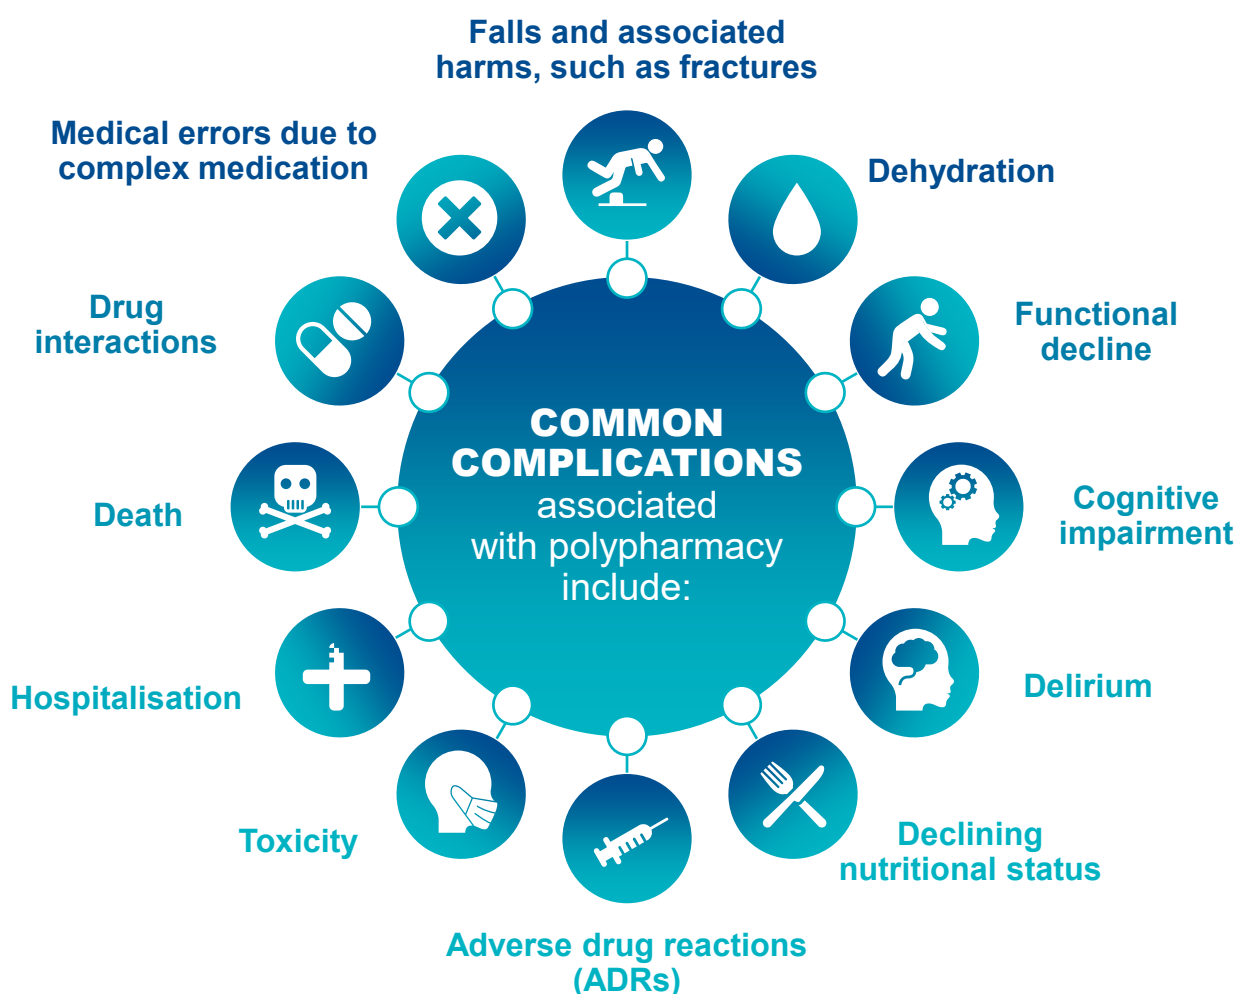 COMMON
COMPLICATIONS
associated
with polypharmacy
include:
Falls and associated
harms, such as fractures
Dehydration
Functional
decline
Cognitive
impairment
Delirium
Declining
nutritional status
Adverse drug reactions
(ADRs)
Toxicity
Hospitalisation
Death
Drug
interactions
Medical errors due to
complex medication